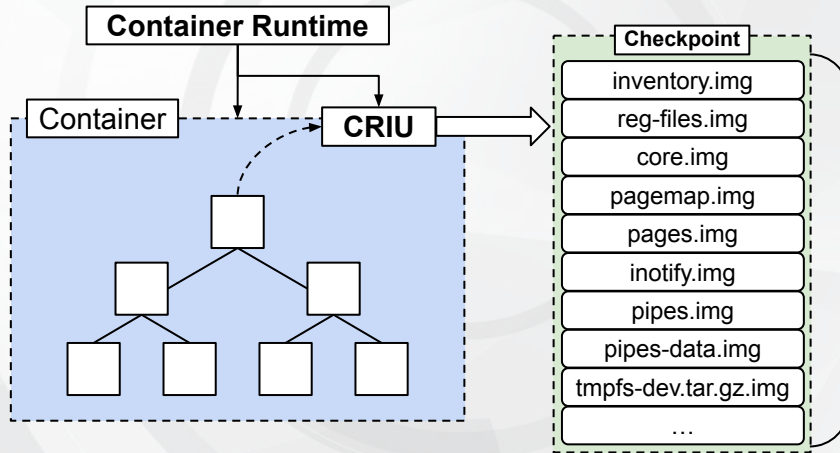 Container Runtime
Checkpoint
Container
CRIU
inventory.img
reg-files.img
core.img
pagemap.img
pages.img
inotify.img
pipes.img
pipes-data.img
tmpfs-dev.tar.gz.img
…